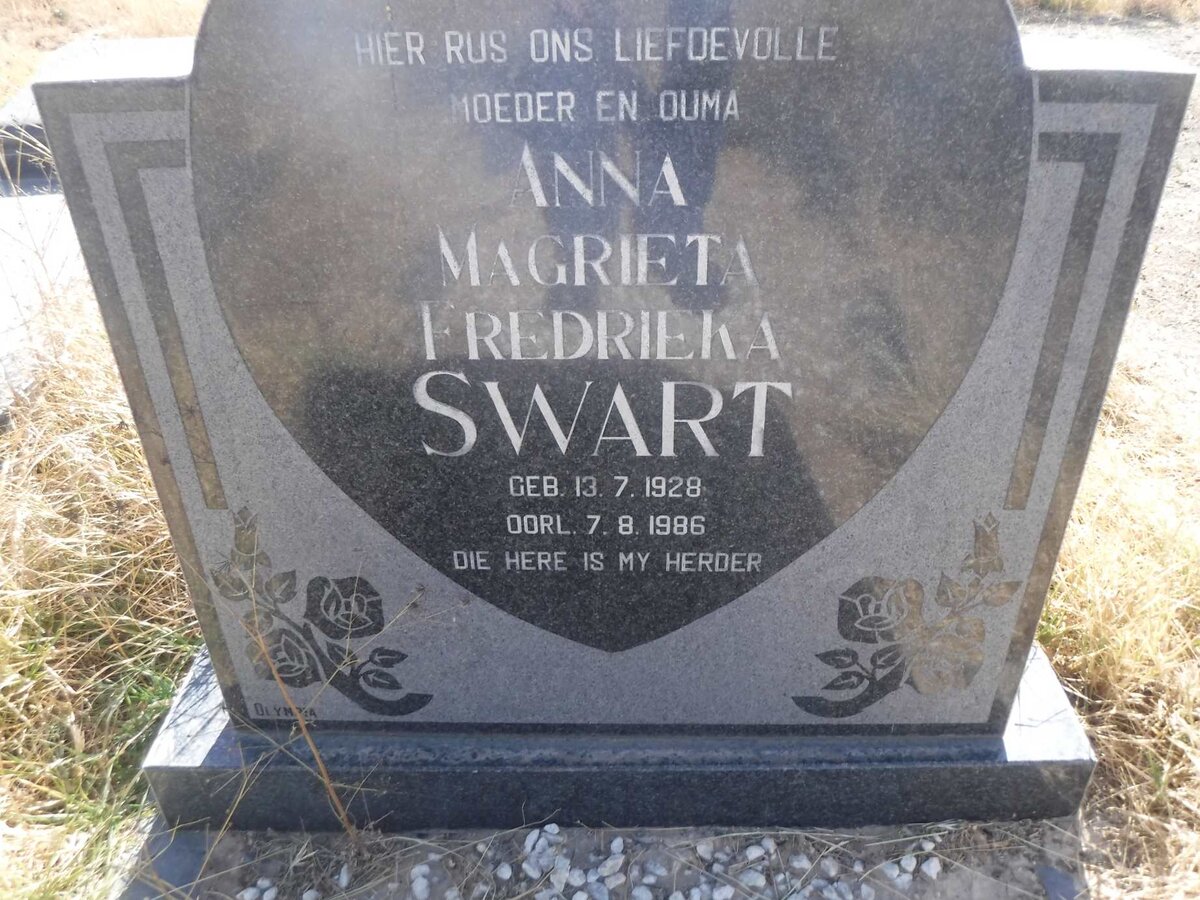 HIER RUS ONS LIEFDEVOLLE
MOEDER EN OUMA
ANNA
MAGRIETA
FREDRIEKA
SWART
GEB. 13. 7. 1928
OORL. 7. 8. 1986
DIE HERE IS MY HERDER
OLYMPIA